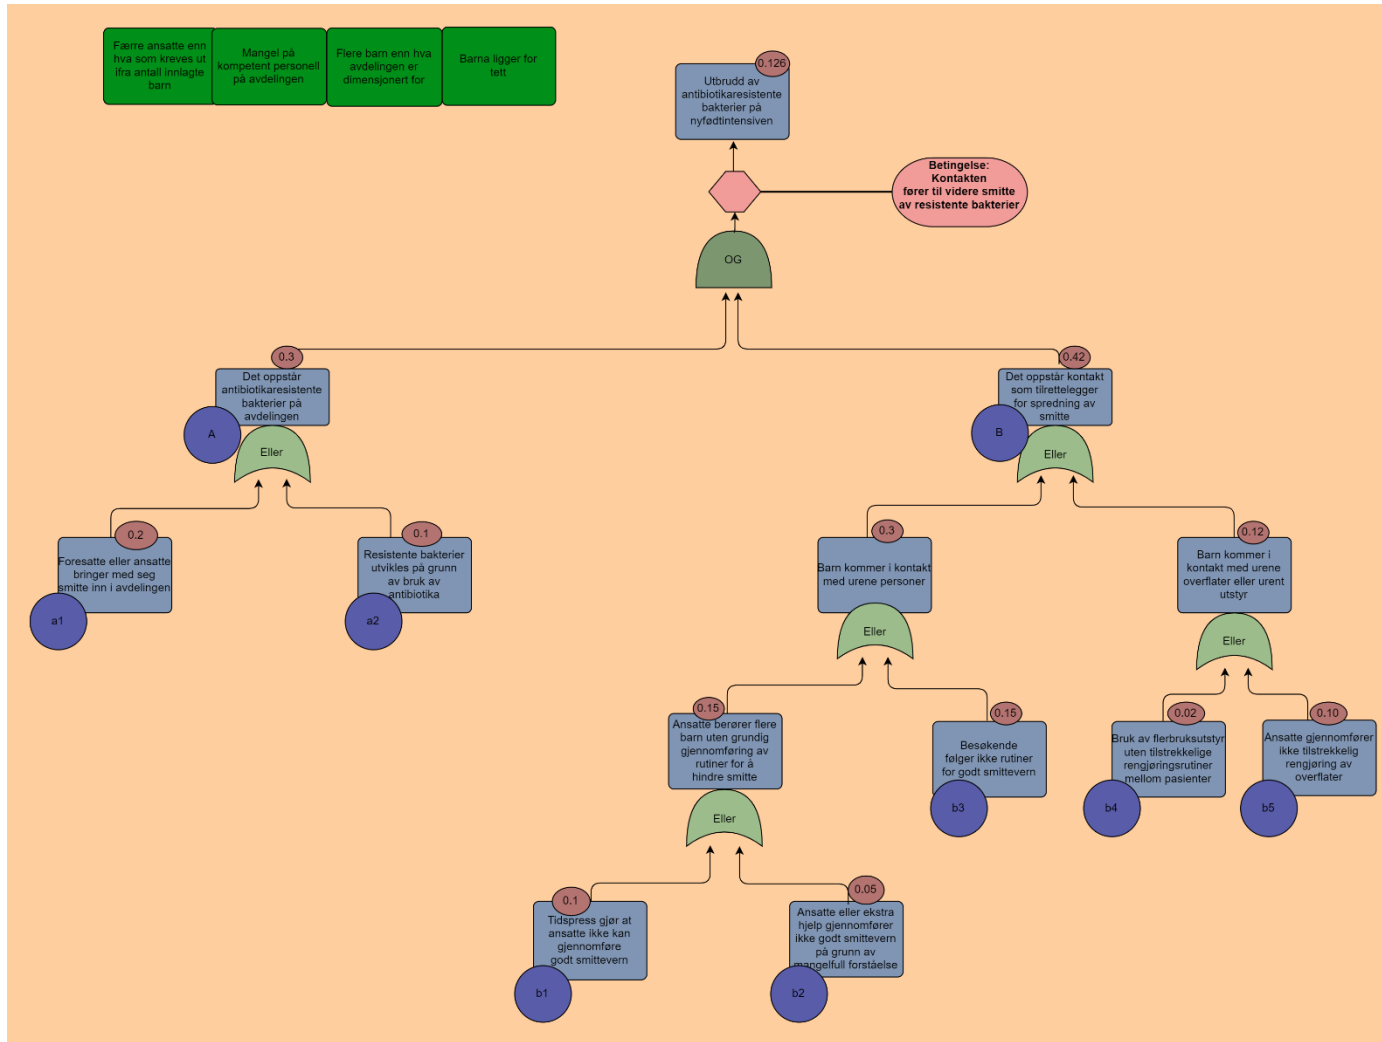 Færre ansatte enn
hva som kreves ut
ifra antall innlagte
barn
Mangel på
kompetent personell
på avdelingen
Flere barn enn hva
avdelingen er
dimensjonert for
Barna ligger for
tett
0.126
Utbrudd av
antibiotikaresistente
bakterier på
nyfødtintensiven
Betingelse:
Kontakten
fører til videre smitte
av resistente bakterier
OG
0.3
Det oppstår
antibiotikaresistente
bakterier på
avdelingen
A
Eller
0.42
Det oppstår kontakt
som tilrettelegger
for spredning av
smitte
B
Eller
0.2
Foresatte eller ansatte
bringer med seg
smitte inn i avdelingen
a1
0.1
Resistente bakterier
utvikles på grunn
av bruk av
antibiotika
a2
0.3
Barn kommer i kontakt
med urene personer
Eller
0.12
Barn kommer i
kontakt med urene
overflater eller urent
utstyr
Eller
0.15
Ansatte berører flere
barn uten grundig
gjennomføring av
rutiner for å
hindre smitte
Eller
0.15
Besøkende
følger ikke rutiner
for godt smittevern
b3
0.02
Bruk av flerbruksutstyr
uten tilstrekkelige
rengjøringsrutiner
mellom pasienter
b4
0.10
Ansatte gjennomfører
ikke tilstrekkelig
rengjøring av
overflater
b5
0.1
Tidspress gjør at
ansatte ikke kan
gjennomføre
godt smittevern
b1
0.05
Ansatte eller ekstra
hjelp gjennomfører
ikke godt smittevern
på grunn av
mangelfull forståelse
b2